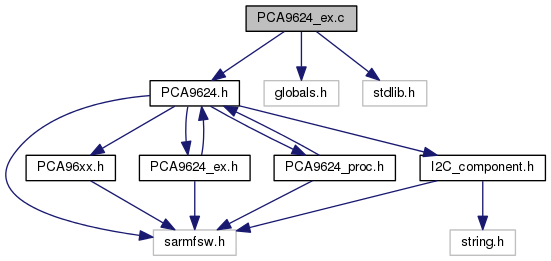 PCA9624_ex.c
PCA9624.h
globals.h
stdlib.h
PCA96xx.h
PCA9624_ex.h
PCA9624_proc.h
I2C_component.h
sarmfsw.h
string.h